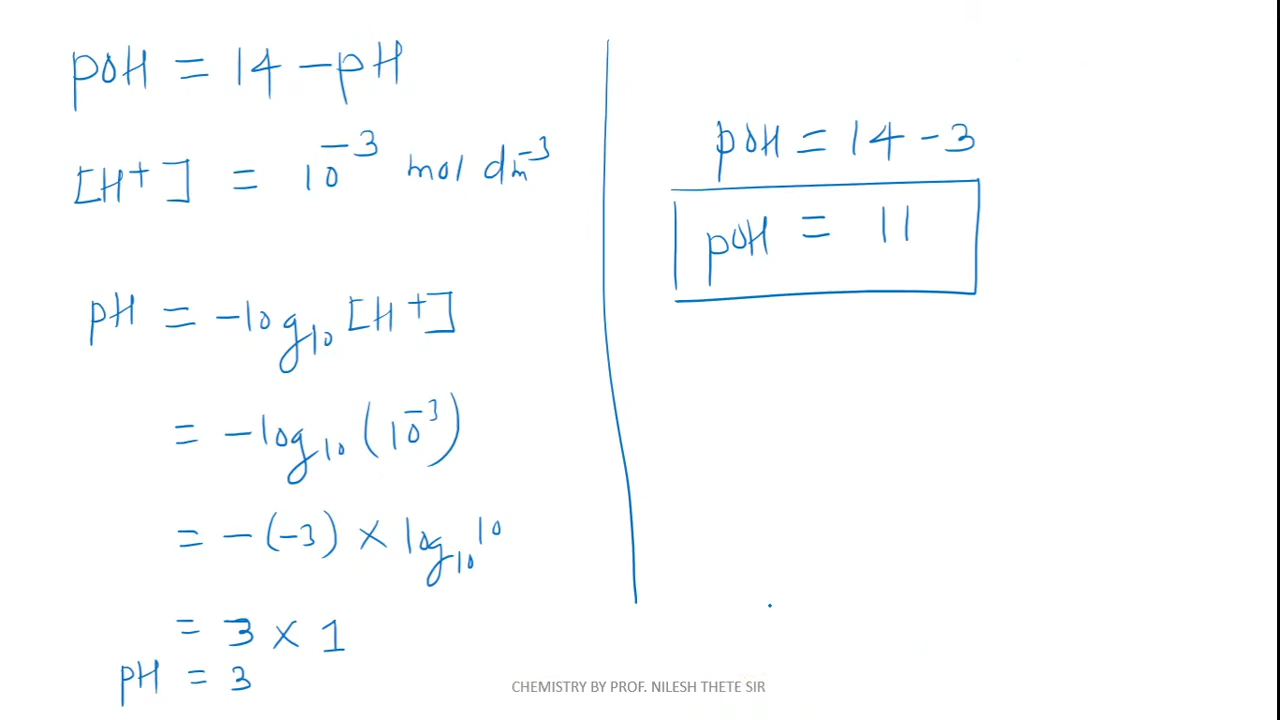 pOH = 14 - pH
[H⁺] = 10⁻³ mol dm⁻³
pH = -log₁₀ [H⁺]
= -log₁₀ (10⁻³)
= -(-3) × log₁₀ 10
= 3 × 1
pH = 3
pOH = 14 - 3
pOH = 11
CHEMISTRY BY PROF. NILESH THETE SIR